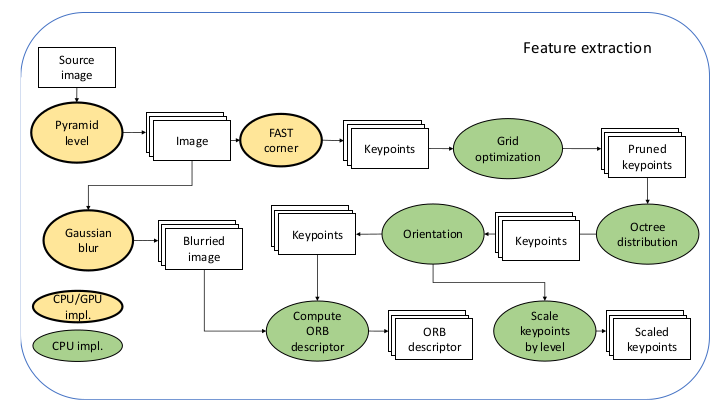 Feature extraction
Source
image
Pyramid
level
Image
FAST
corner
Keypoints
Grid
optimization
Pruned
keypoints
Gaussian
blur
Blurried
image
Keypoints
Orientation
Keypoints
Octree
distribution
CPU/GPU
impl.
CPU impl.
Compute
ORB
descriptor
ORB
descriptor
Scale
keypoints
by level
Scaled
keypoints